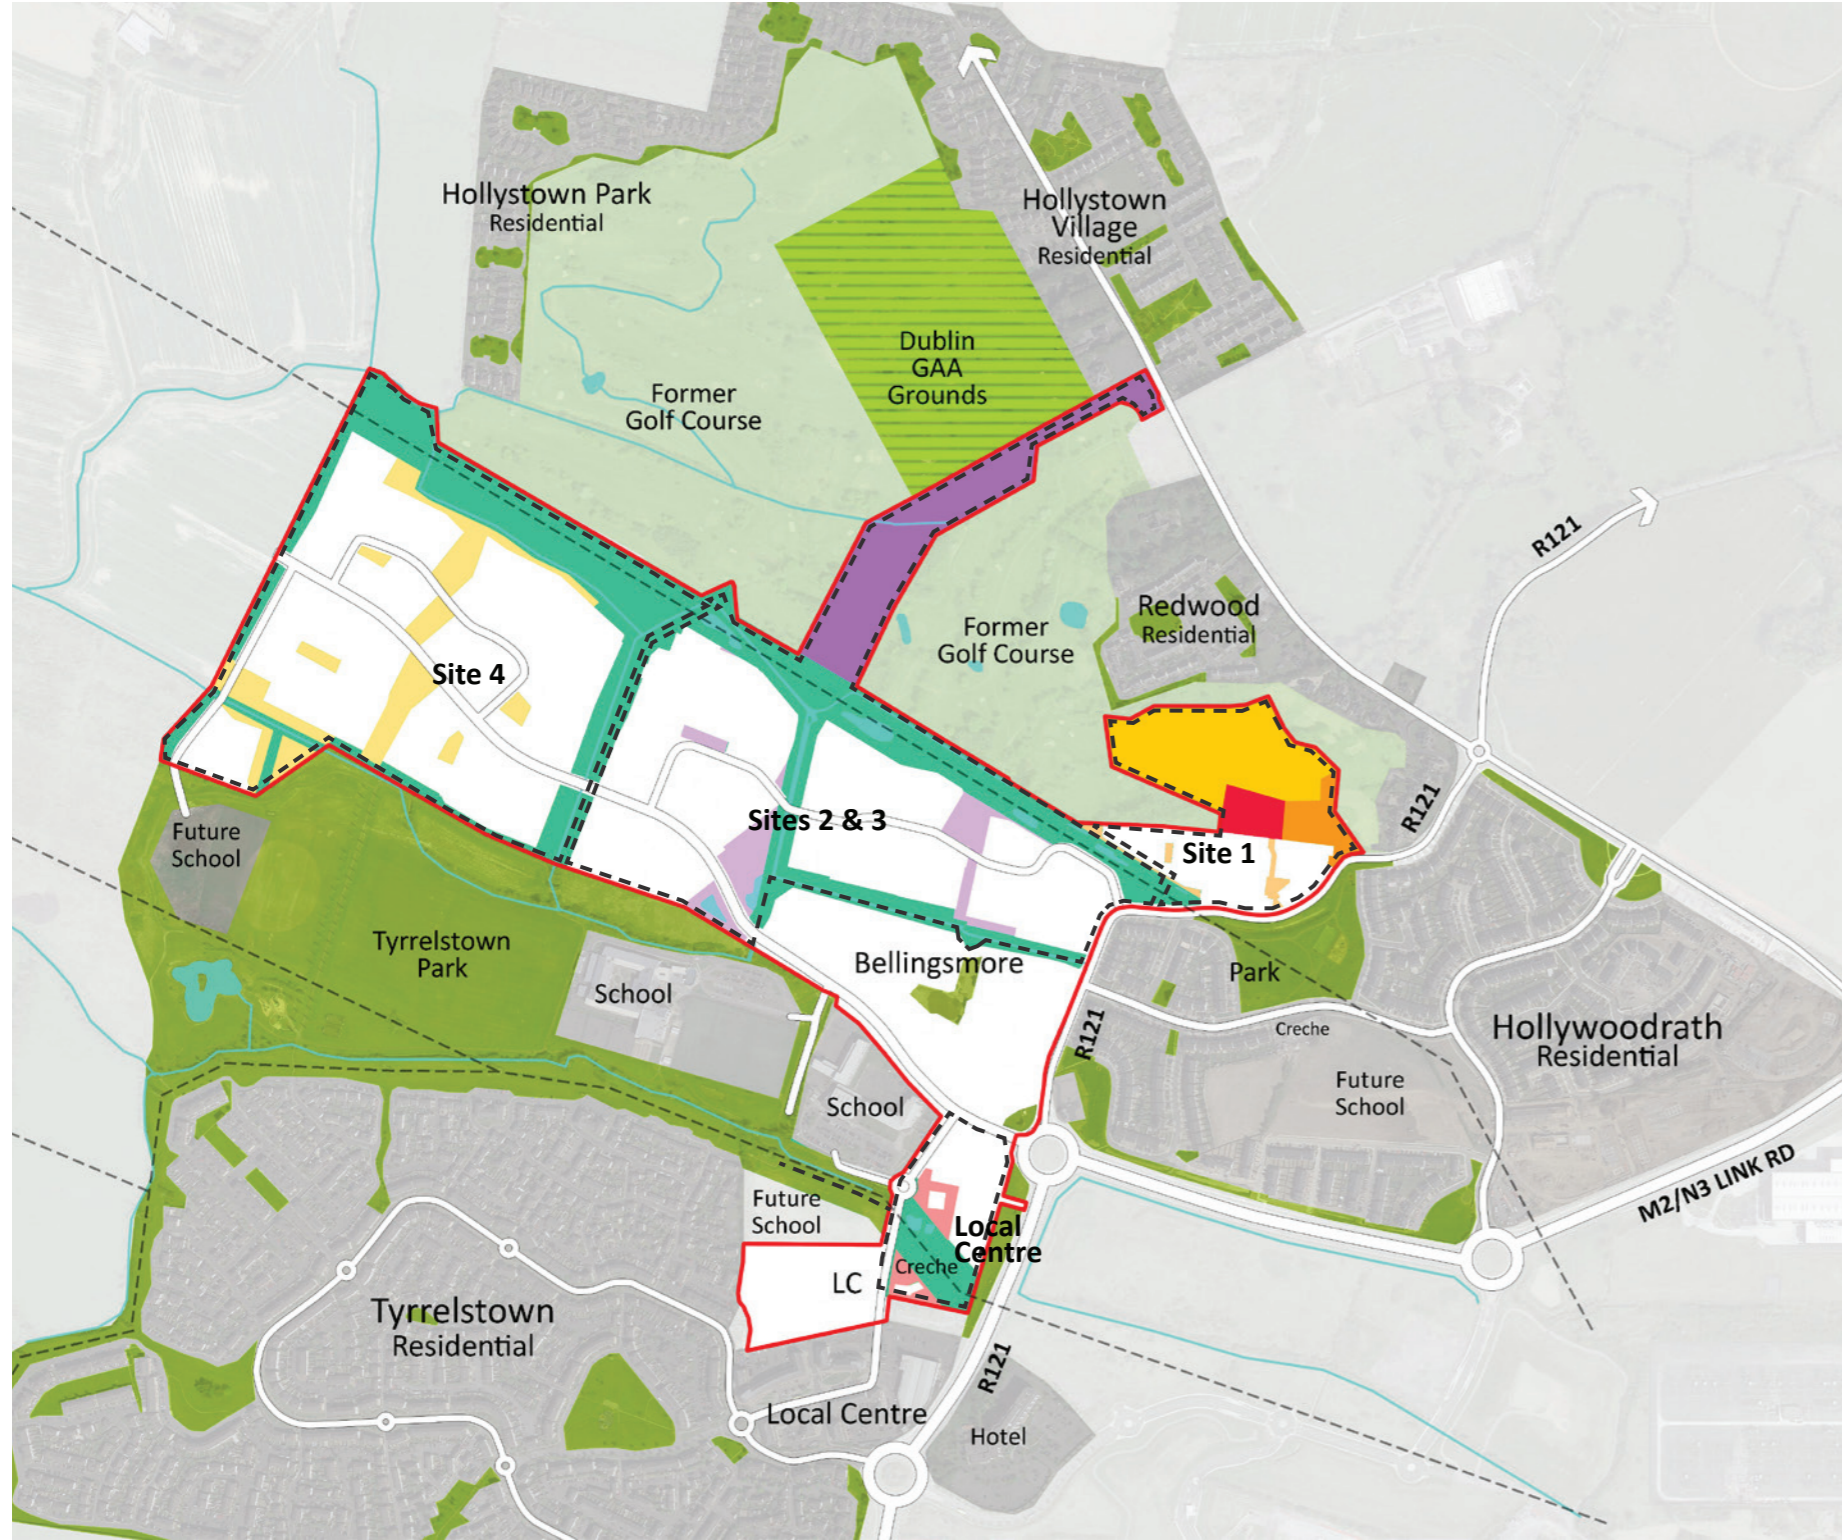 Hollystown Park
Residential
Hollystown
Village
Residential
Dublin
GAA
Grounds
Former
Golf Course
R121
Redwood
Residential
Former
Golf Course
Site 4
R121
Sites 2 & 3
Site 1
Future
School
Tyrrelstown
Park
School
Bellingsmore
Park
R121
Creche
Hollywoodrath
Residential
Future
School
School
M2/N3 LINK RD
Future
School
Local
Centre
Creche
LC
Tyrrelstown
Residential
R121
Local Centre
Hotel